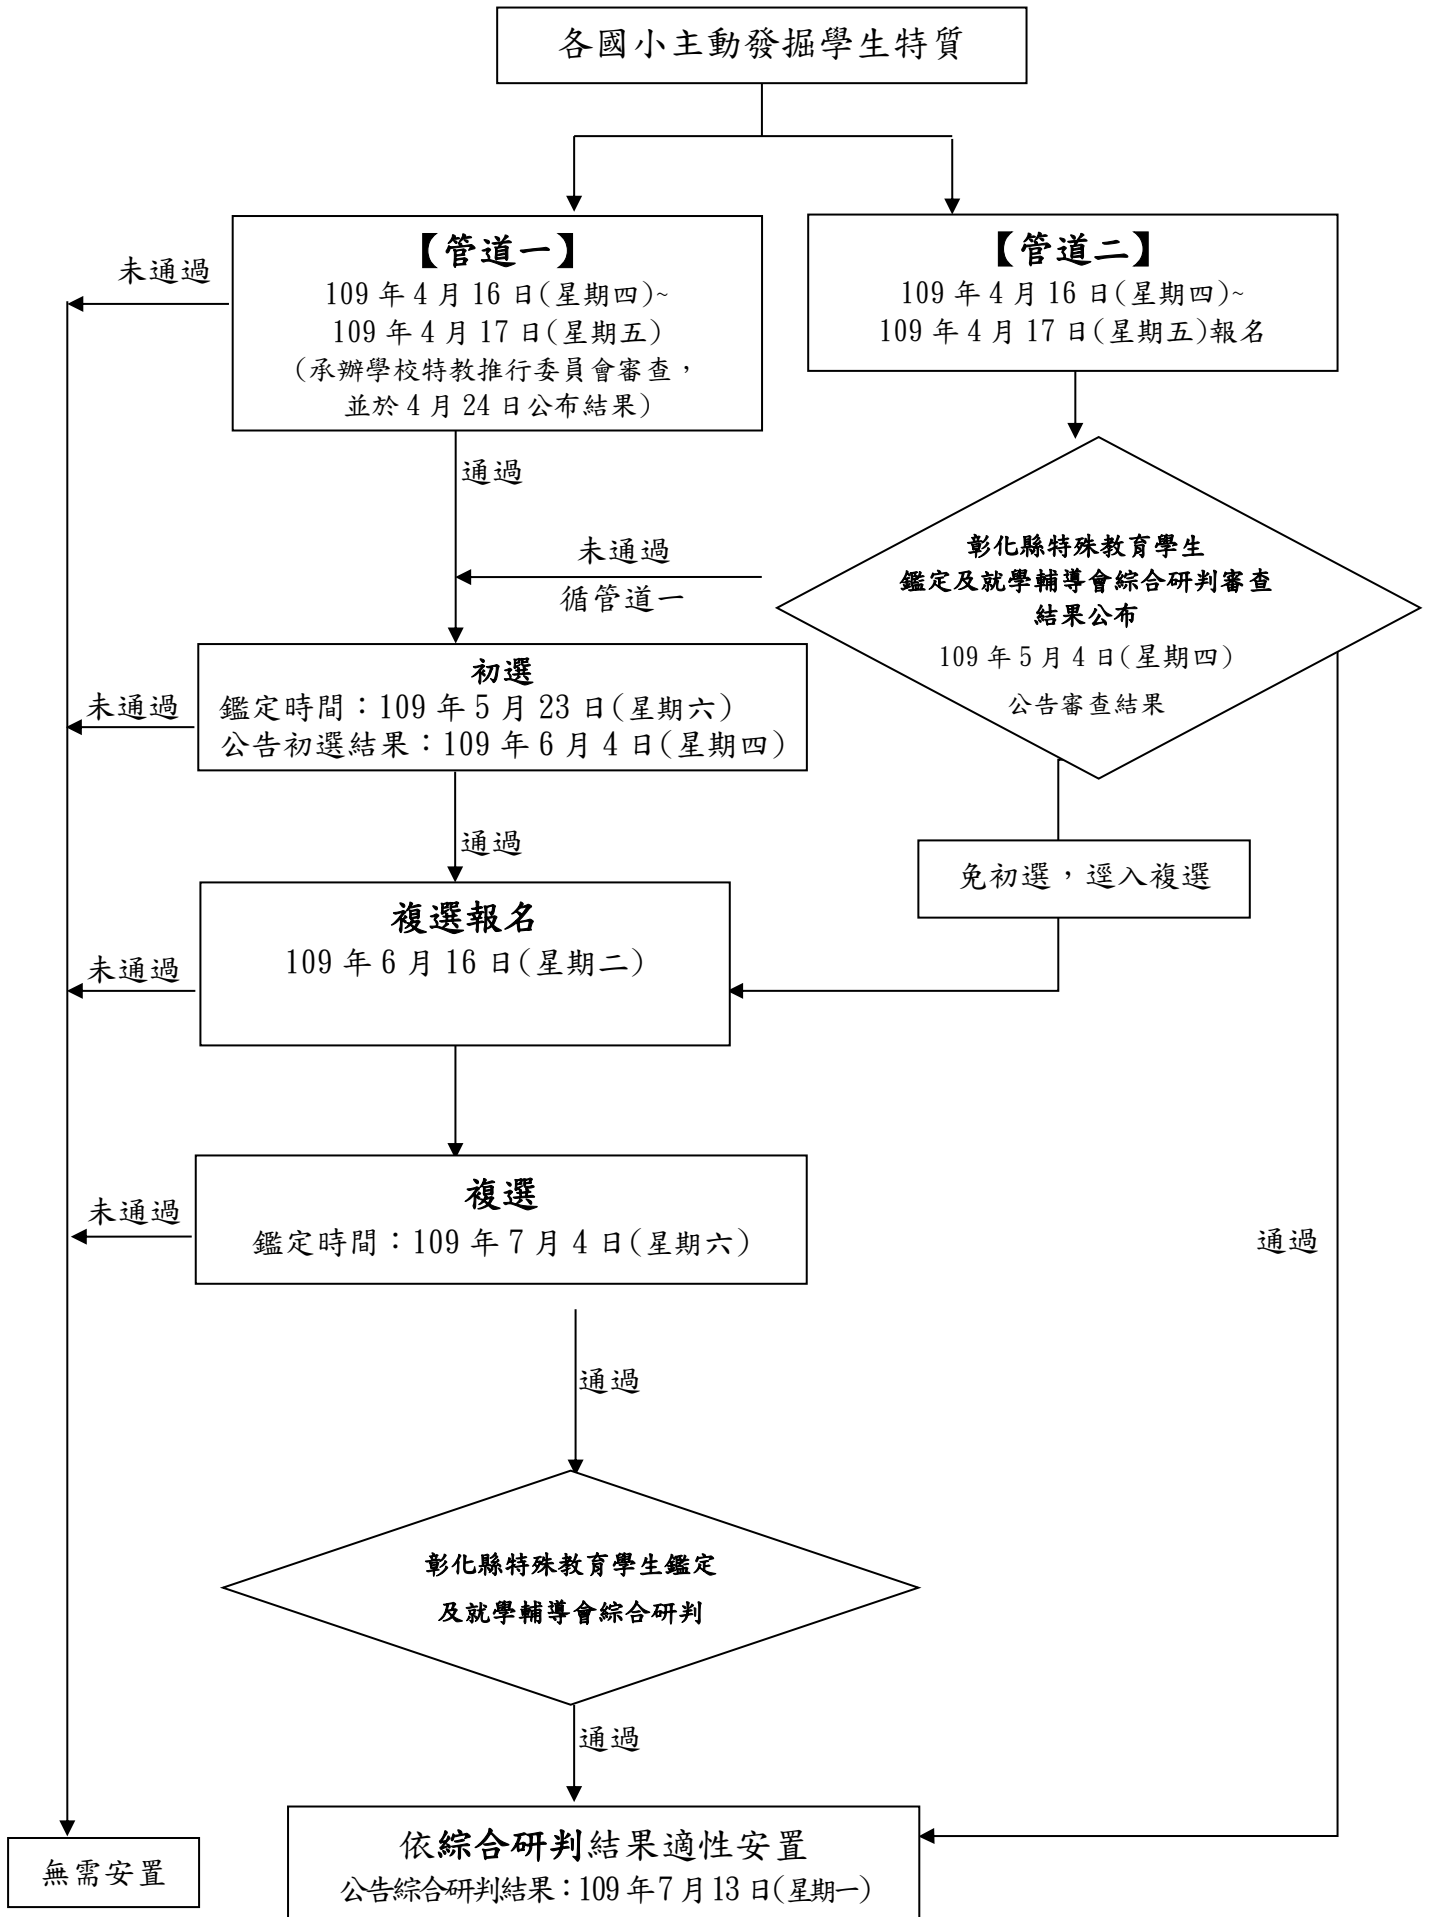 各國小主動發掘學生特質
【管道一】
109 年 4 月 16 日(星期四)~
109 年 4 月 17 日(星期五)
(承辦學校特教推行委員會審查，
並於 4 月 24 日公布結果)
【管道二】
109 年 4 月 16 日(星期四)~
109 年 4 月 17 日(星期五)報名
未通過
通過
彰化縣特殊教育學生
鑑定及就學輔導會綜合研判審查
結果公布
109 年 5 月 4 日(星期四)
公告審查結果
未通過
循管道一
初選
鑑定時間：109 年 5 月 23 日(星期六)
公告初選結果：109 年 6 月 4 日(星期四)
未通過
通過
免初選，逕入複選
複選報名
109 年 6 月 16 日(星期二)
未通過
複選
鑑定時間：109 年 7 月 4 日(星期六)
未通過
通過
通過
彰化縣特殊教育學生鑑定
及就學輔導會綜合研判
通過
依綜合研判結果適性安置
公告綜合研判結果：109 年 7 月 13 日(星期一)
無需安置